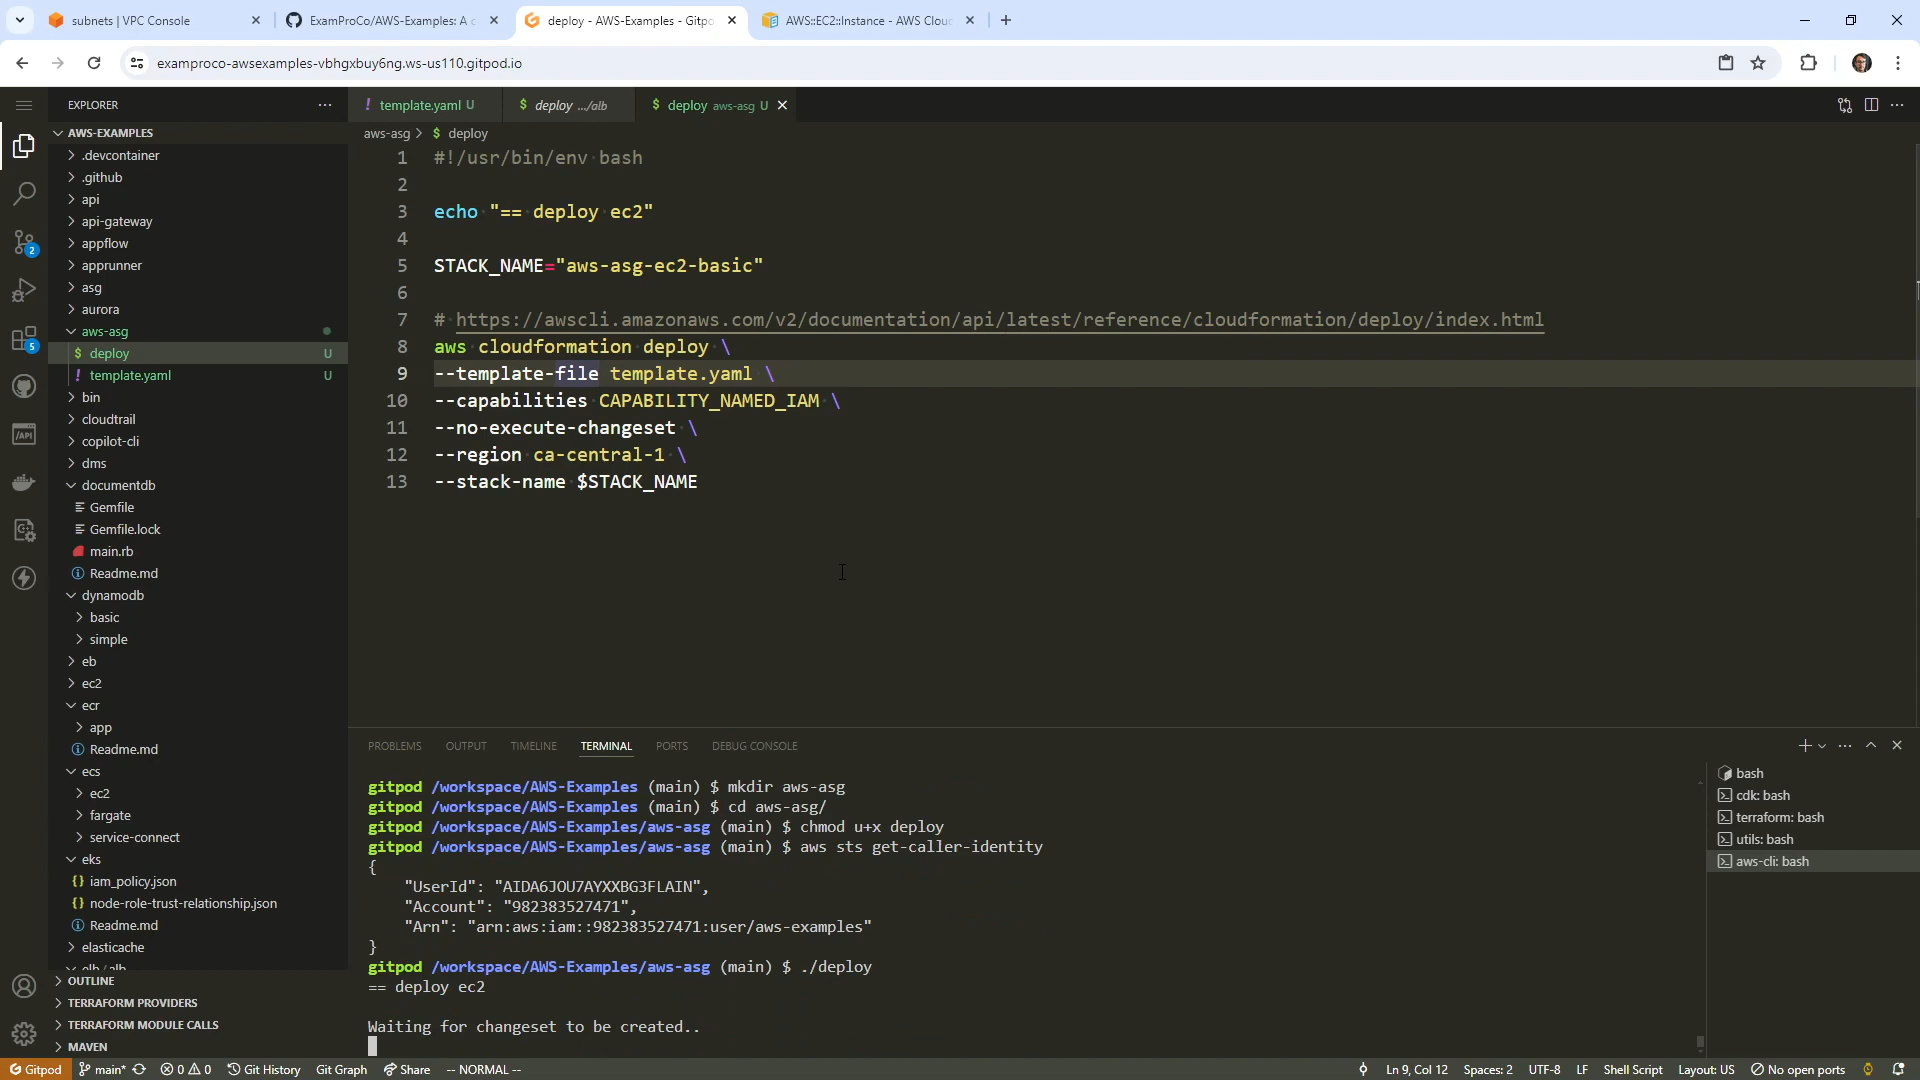 subnets | VPC Console
ExamProCo/AWS-Examples: A c
deploy - AWS-Examples - Gitpo
AWS::EC2::Instance - AWS Clou
examproco-awsexamples-vbhgxbuy6ng.ws-us110.gitpod.io
EXPLORER
AWS-EXAMPLES
.devcontainer
.github
api
api-gateway
appflow
apprunner
asg
aurora
aws-asg
$ deploy U
! template.yaml U
bin
cloudtrail
copilot-cli
dms
documentdb
Gemfile
Gemfile.lock
main.rb
Readme.md
dynamodb
basic
simple
eb
ec2
ecr
app
Readme.md
ecs
ec2
fargate
service-connect
eks
iam_policy.json
node-role-trust-relationship.json
Readme.md
elasticache
elb/alb
OUTLINE
TERRAFORM PROVIDERS
TERRAFORM MODULE CALLS
MAVEN
2
5
/API
! template.yaml U
$ deploy .../alb
$ deploy aws-asg U
aws-asg > $ deploy
1 #!/usr/bin/env bash
2
3 echo "== deploy ec2"
4
5 STACK_NAME="aws-asg-ec2-basic"
6
7 # https://awscli.amazonaws.com/v2/documentation/api/latest/reference/cloudformation/deploy/index.html
8 aws cloudformation deploy \
9 --template-file template.yaml \
10 --capabilities CAPABILITY_NAMED_IAM \
11 --no-execute-changeset \
12 --region ca-central-1 \
13 --stack-name $STACK_NAME
PROBLEMS OUTPUT TIMELINE TERMINAL PORTS DEBUG CONSOLE
gitpod /workspace/AWS-Examples (main) $ mkdir aws-asg
gitpod /workspace/AWS-Examples (main) $ cd aws-asg/
gitpod /workspace/AWS-Examples/aws-asg (main) $ chmod u+x deploy
gitpod /workspace/AWS-Examples/aws-asg (main) $ aws sts get-caller-identity
{
"UserId": "AIDA6JOU7AYXXBG3FLAIN",
"Account": "982383527471",
"Arn": "arn:aws:iam::982383527471:user/aws-examples"
}
gitpod /workspace/AWS-Examples/aws-asg (main) $ ./deploy
== deploy ec2
Waiting for changeset to be created..
bash
cdk: bash
terraform: bash
utils: bash
aws-cli: bash
Gitpod main* 0 0 Git History Git Graph Share -- NORMAL -- Ln 9, Col 12 Spaces: 2 UTF-8 LF Shell Script Layout: US No open ports